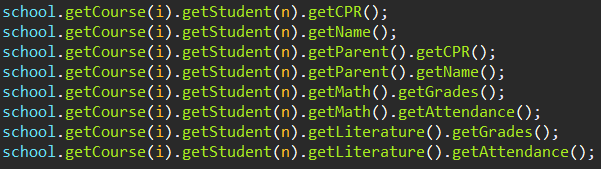 school.getCourse(i).getStudent(n).getCPR();
school.getCourse(i).getStudent(n).getName();
school.getCourse(i).getStudent(n).getParent().getCPR();
school.getCourse(i).getStudent(n).getParent().getName();
school.getCourse(i).getStudent(n).getMath().getGrades();
school.getCourse(i).getStudent(n).getMath().getAttendance();
school.getCourse(i).getStudent(n).getLiterature().getGrades();
school.getCourse(i).getStudent(n).getLiterature().getAttendance();